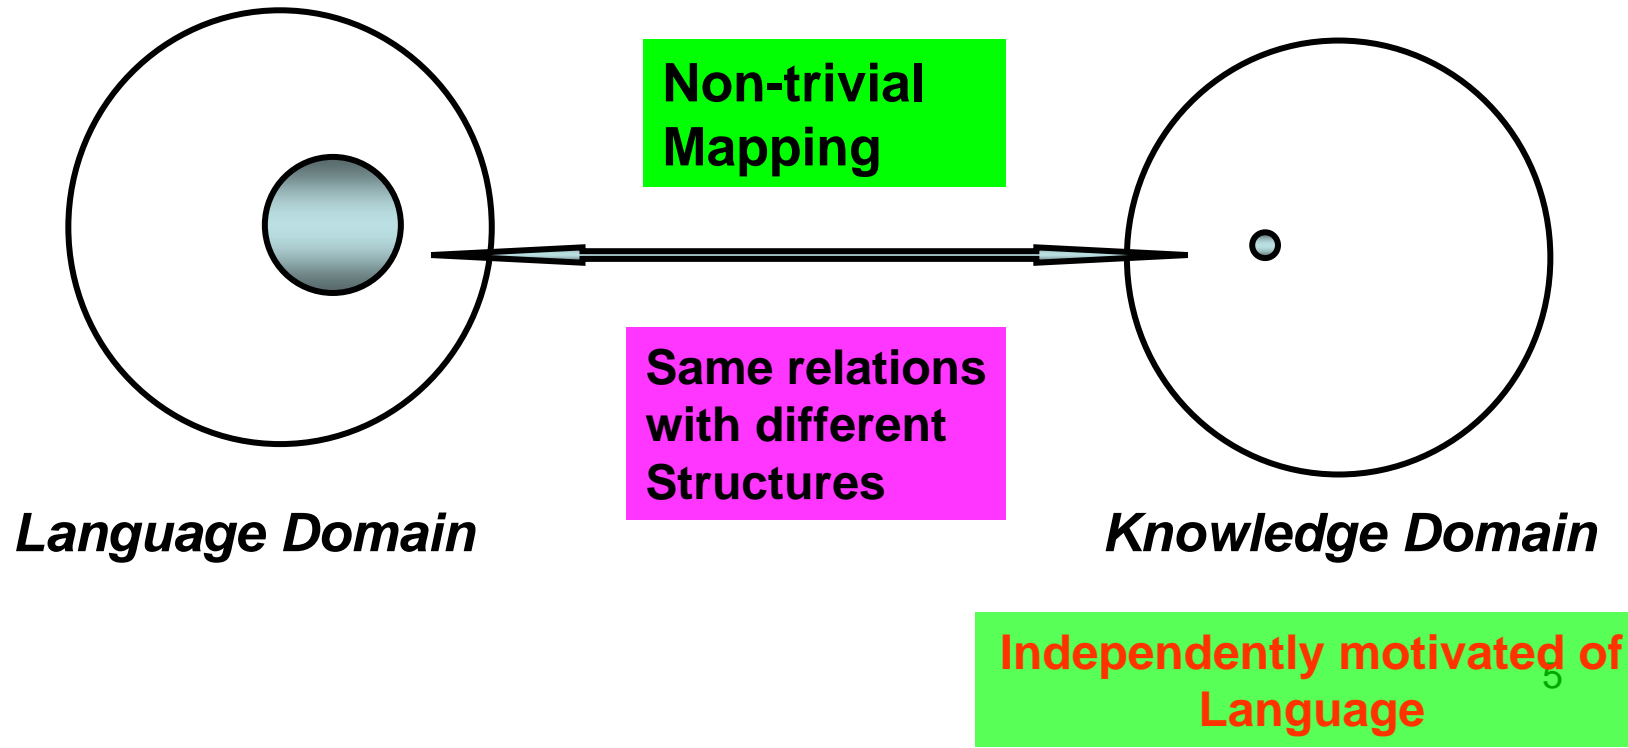 Non-trivial
Mapping
Same relations
with different
Structures
Language Domain
Knowledge Domain
Independently motivated of
Language
5